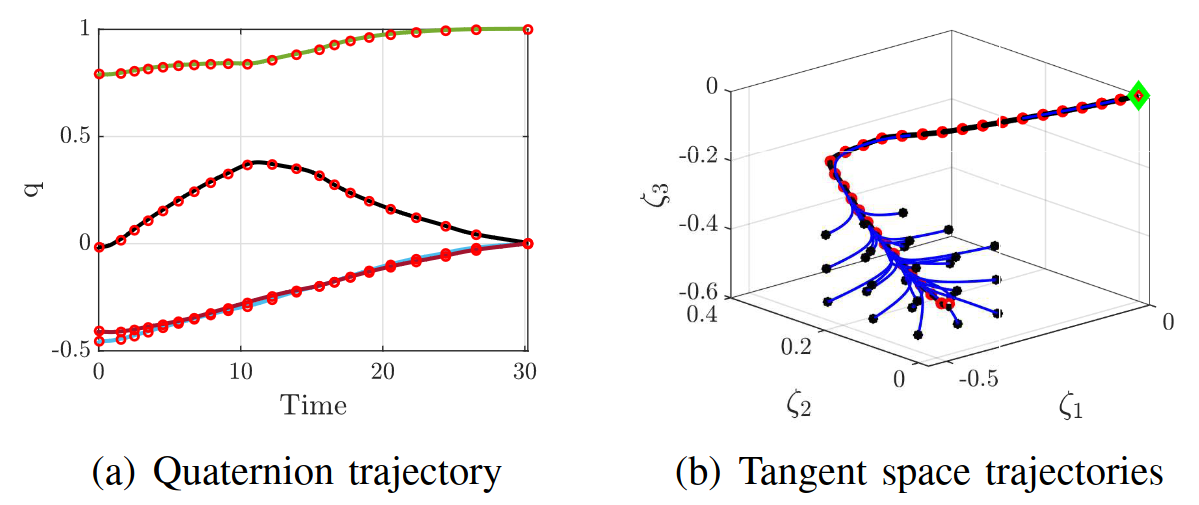 1
0.5
0
-0.5
q
0
10
20
30
Time
0
-0.2
-0.4
-0.6
ζ3
0.4
0.2
0
ζ2
-0.5
0
ζ1
(a) Quaternion trajectory
(b) Tangent space trajectories